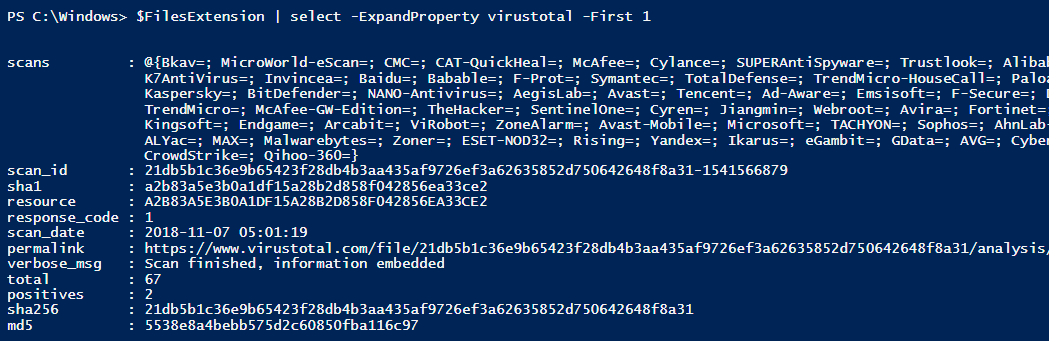 PS C:\Windows> $FilesExtension | select -ExpandProperty virustotal -First 1
scans : @{Bkav=; MicroWorld-eScan=; CMC=; CAT-QuickHeal=; McAfee=; Cylance=; SUPERAntiSpyware=; Trustlook=; Alibab
K7AntiVirus=; Invincea=; Baidu=; Babable=; F-Prot=; Symantec=; TotalDefense=; TrendMicro-HouseCall=; Paloa
Kaspersky=; BitDefender=; NANO-Antivirus=; AegisLab=; Avast=; Tencent=; Ad-Aware=; Emsisoft=; F-Secure=;
TrendMicro=; McAfee-GW-Edition=; TheHacker=; SentinelOne=; Cyren=; Jiangmin=; Webroot=; Avira=; Fortinet=
Kingsoft=; Endgame=; Arcabit=; ViRobot=; ZoneAlarm=; Avast-Mobile=; Microsoft=; TACHYON=; Sophos=; AhnLab-
ALYac=; MAX=; Malwarebytes=; Zoner=; ESET-NOD32=; Rising=; Yandex=; Ikarus=; eGambit=; GData=; AVG=; Cyber
CrowdStrike=; Qihoo-360=}
scan_id : 21db5b1c36e9b65423f28db4b3aa435af9726ef3a62635852d750642648f8a31-1541566879
sha1 : a2b83a5e3b0a1df15a28b2d858f042856ea33ce2
resource : A2B83A5E3B0A1DF15A28B2D858F042856EA33CE2
response_code : 1
scan_date : 2018-11-07 05:01:19
permalink : https://www.virustotal.com/file/21db5b1c36e9b65423f28db4b3aa435af9726ef3a62635852d750642648f8a31/analysis/
verbose_msg : Scan finished, information embedded
total : 67
positives : 2
sha256 : 21db5b1c36e9b65423f28db4b3aa435af9726ef3a62635852d750642648f8a31
md5 : 5538e8a4bebb575d2c60850fba116c97